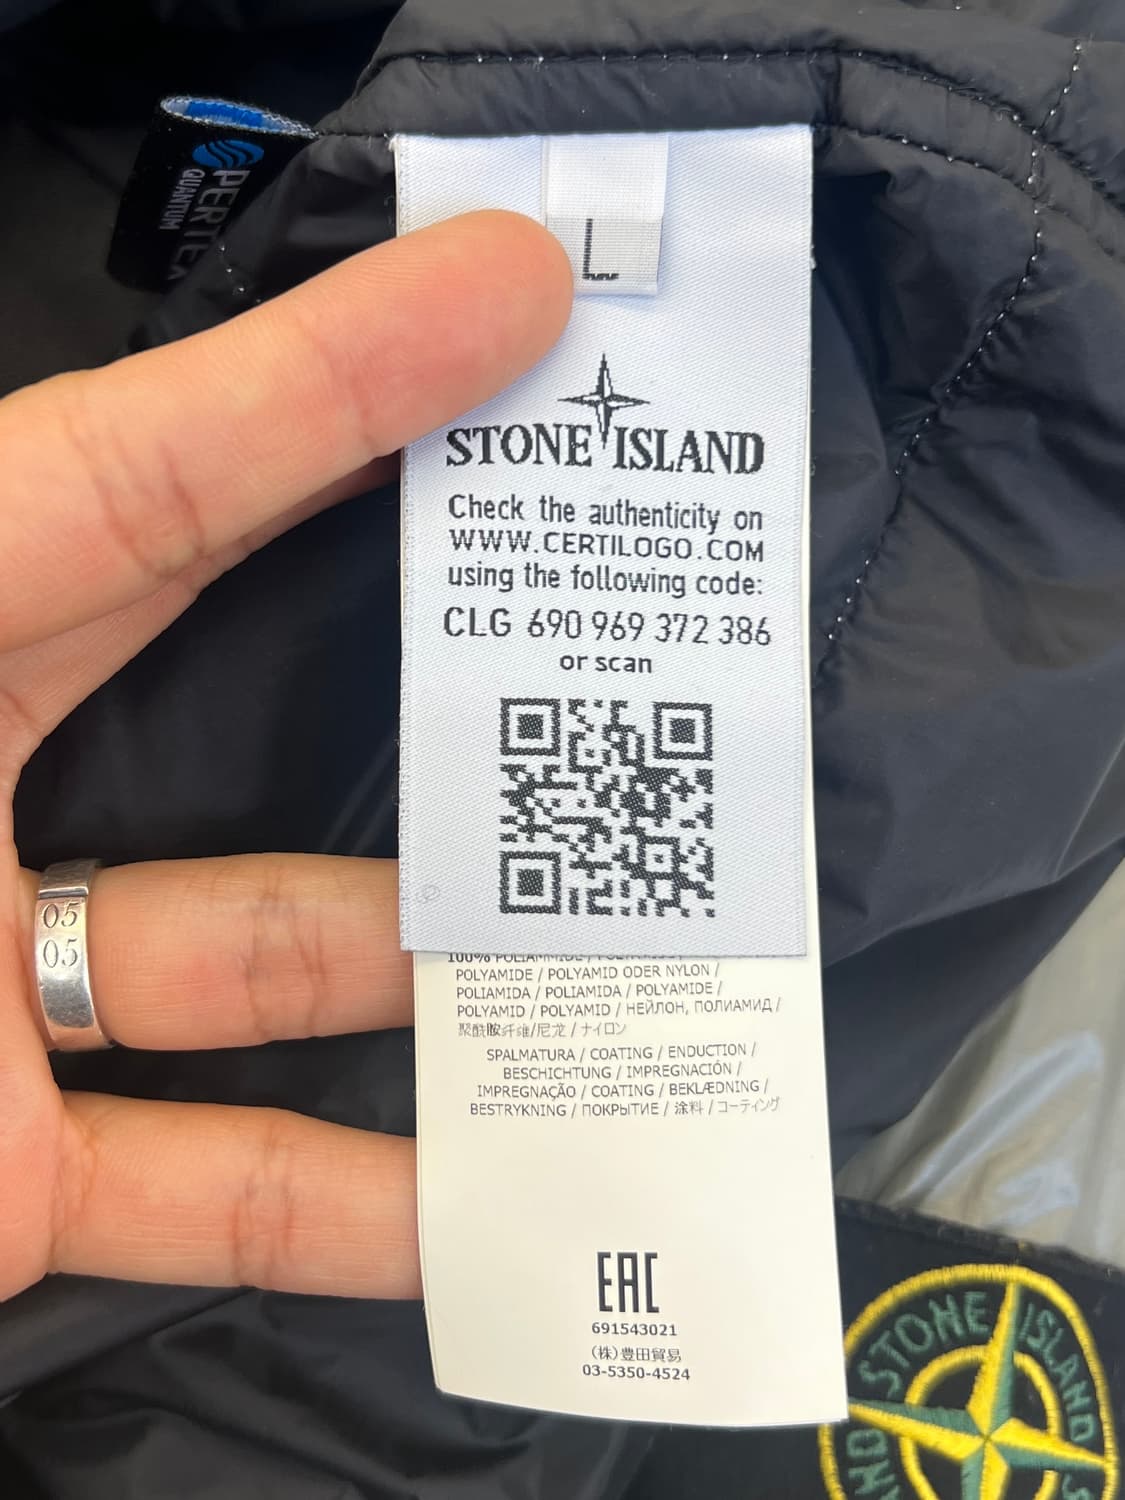 PERTEX
QUANTUM
L
STONE ISLAND
Check the authenticity on
WWW.CERTILOGO.COM
using the following code:
CLG 690 969 372 386
or scan
100% POLIAMMIDE /
POLYAMIDE / POLYAMID ODER NYLON /
POLIAMIDA / POLIAMIDA / POLYAMIDE /
POLYAMID / POLYAMID / НЕЙЛОН, ПОЛИАМИД /
聚酰胺纤维/尼龙 / ナイロン
SPALMATURA / COATING / ENDUCTION /
BESCHICHTUNG / IMPREGNACIÓN /
IMPREGNAÇÃO / COATING / BEKLÆDNING /
BESTRYKNING / ПОКРЫТИЕ / 涂料 / コーティング
EAC
691543021
(株)豊田貿易
03-5350-4524
STONE ISLAND
05
05